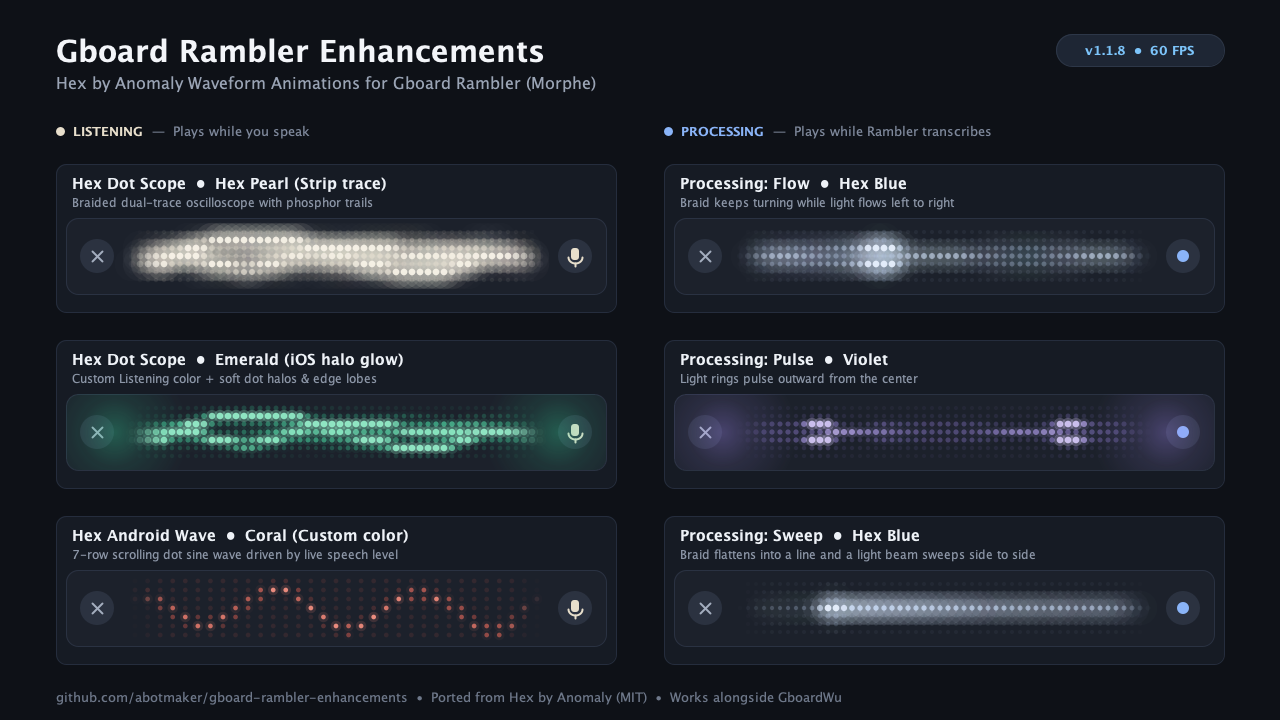 Gboard Rambler Enhancements
v1.1.8 ● 60 FPS
Hex by Anomaly Waveform Animations for Gboard Rambler (Morphe)
● LISTENING — Plays while you speak
Hex Dot Scope ● Hex Pearl (Strip trace)
Braided dual-trace oscilloscope with phosphor trails
Hex Dot Scope ● Emerald (iOS halo glow)
Custom Listening color + soft dot halos & edge lobes
Hex Android Wave ● Coral (Custom color)
7-row scrolling dot sine wave driven by live speech level
● PROCESSING — Plays while Rambler transcribes
Processing: Flow ● Hex Blue
Braid keeps turning while light flows left to right
Processing: Pulse ● Violet
Light rings pulse outward from the center
Processing: Sweep ● Hex Blue
Braid flattens into a line and a light beam sweeps side to side
github.com/abotmaker/gboard-rambler-enhancements ● Ported from Hex by Anomaly (MIT) ● Works alongside GboardWu